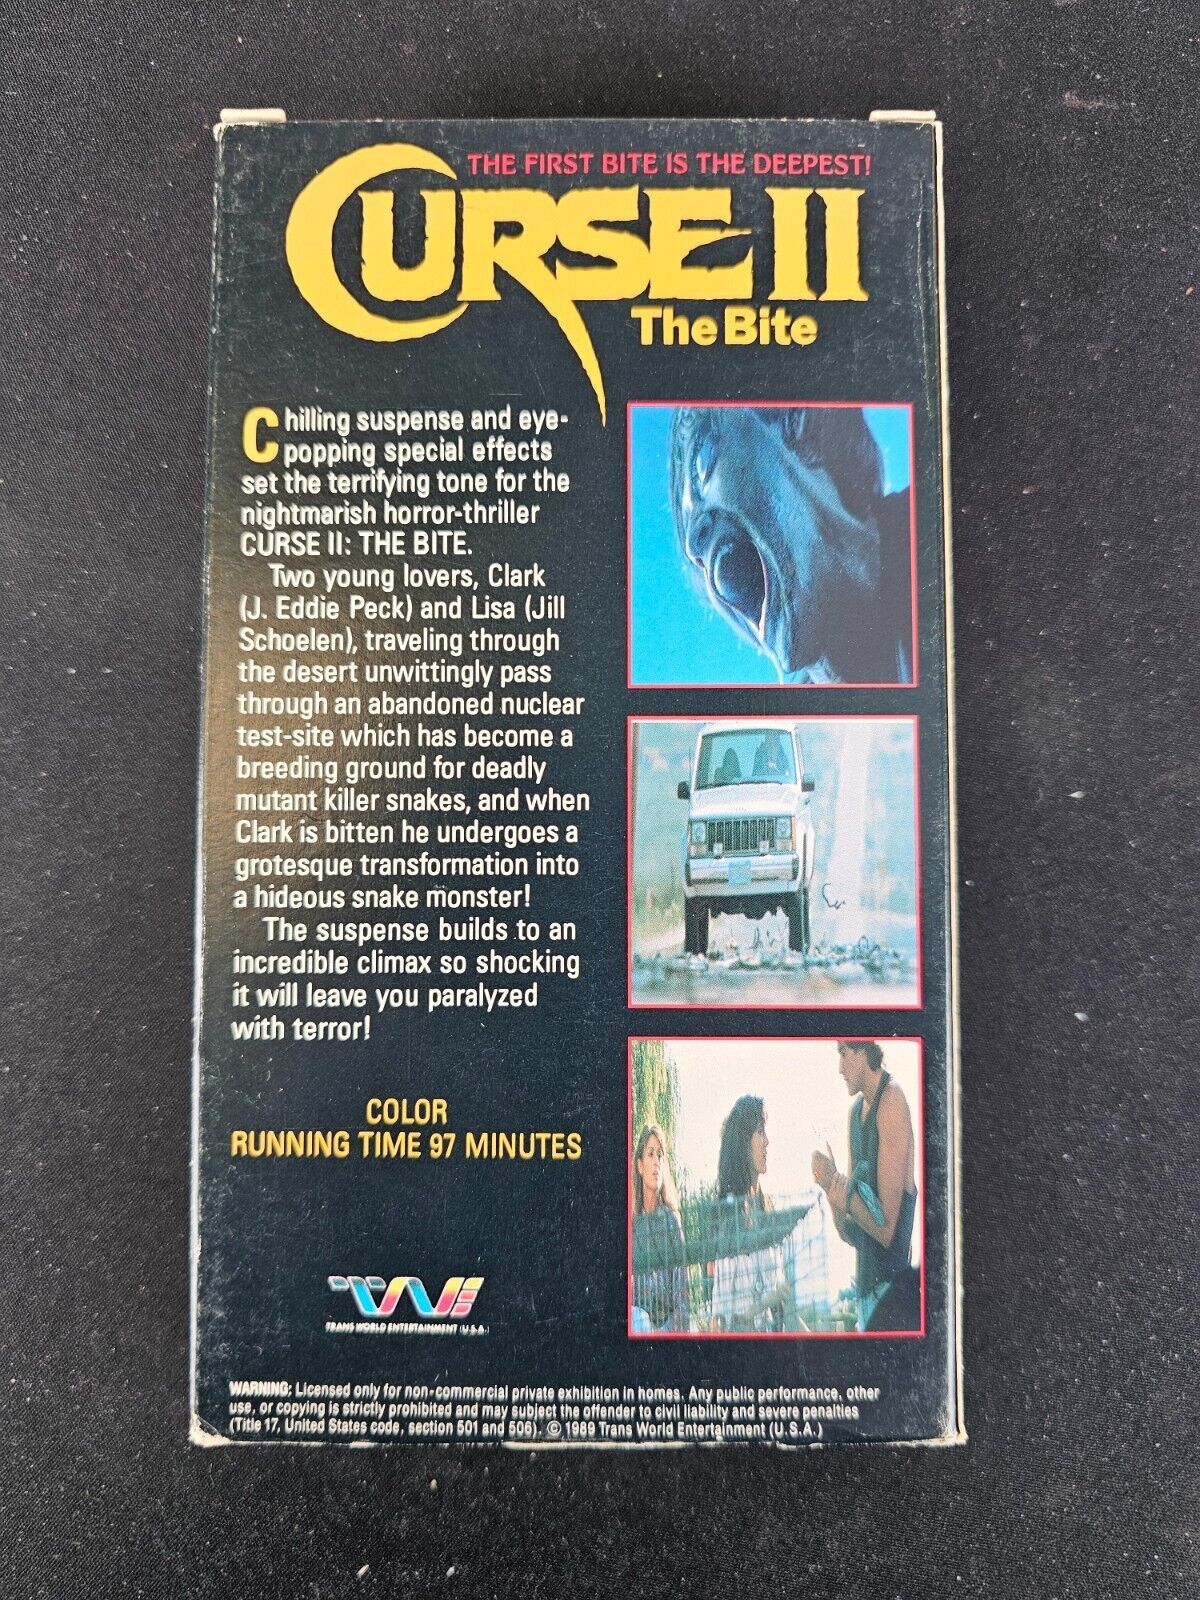 THE FIRST BITE IS THE DEEPEST!
CURSE II
The Bite
Chilling suspense and eye-
popping special effects
set the terrifying tone for the
nightmarish horror-thriller
CURSE II: THE BITE.
Two young lovers, Clark
(J. Eddie Peck) and Lisa (Jill
Schoelen), traveling through
the desert unwittingly pass
through an abandoned nuclear
test-site which has become a
breeding ground for deadly
mutant killer snakes, and when
Clark is bitten he undergoes a
grotesque transformation into
a hideous snake monster!
The suspense builds to an
incredible climax so shocking
it will leave you paralyzed
with terror!
COLOR
RUNNING TIME 97 MINUTES
TWE
TRANS WORLD ENTERTAINMENT (U.S.A.)
WARNING: Licensed only for non-commercial private exhibition in homes. Any public performance, other
use, or copying is strictly prohibited and may subject the offender to civil liability and severe penalties
(Title 17, United States code, section 501 and 506). © 1989 Trans World Entertainment (U.S.A.)